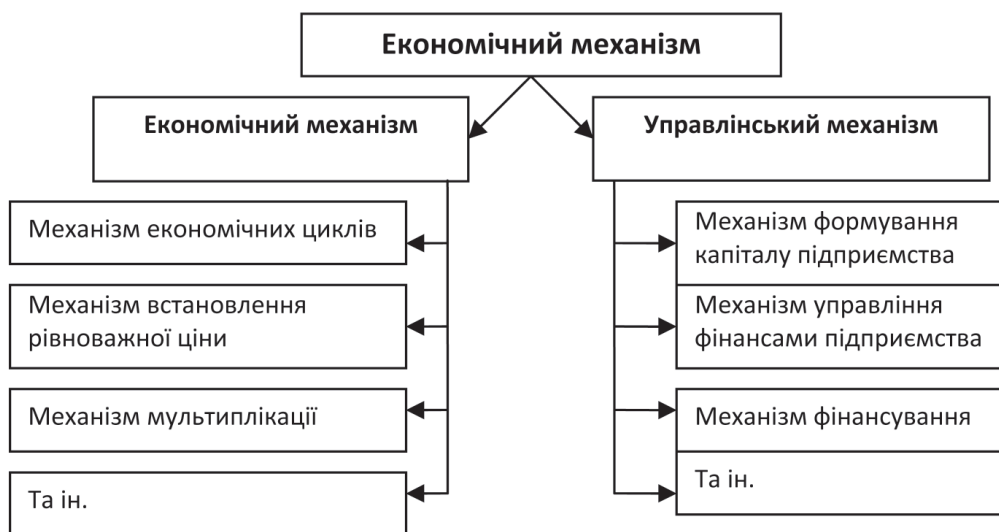 Економічний механізм
Економічний механізм
Управлінський механізм
Механізм економічних циклів
Механізм встановлення
рівноважної ціни
Механізм мультиплікації
Та ін.
Механізм формування
капіталу підприємства
Механізм управління
фінансами підприємства
Механізм фінансування
Та ін.